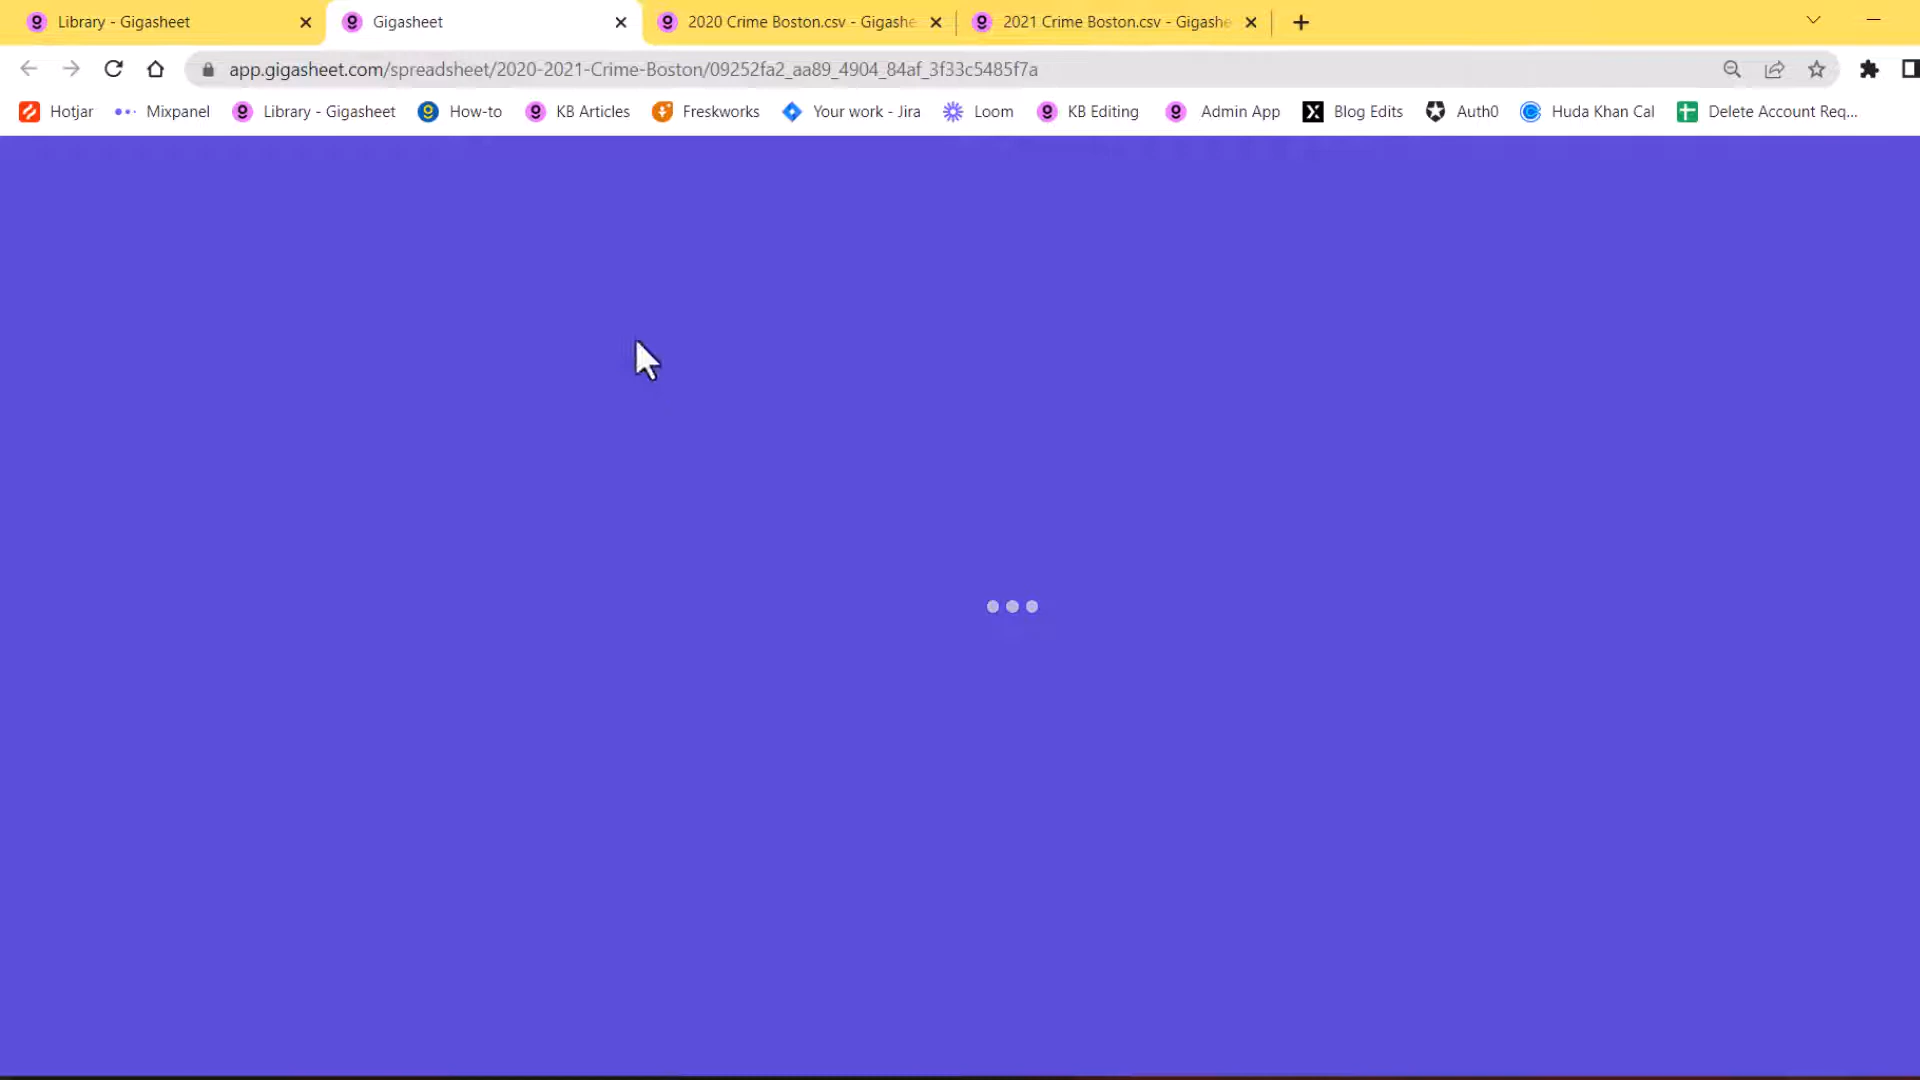 Library - Gigasheet
Gigasheet
2020 Crime Boston.csv - Gigashe
2021 Crime Boston.csv - Gigashe
app.gigasheet.com/spreadsheet/2020-2021-Crime-Boston/09252fa2_aa89_4904_84af_3f33c5485f7a
Hotjar
Mixpanel
Library - Gigasheet
How-to
KB Articles
Freskworks
Your work - Jira
Loom
KB Editing
Admin App
Blog Edits
Auth0
Huda Khan Cal
Delete Account Req...